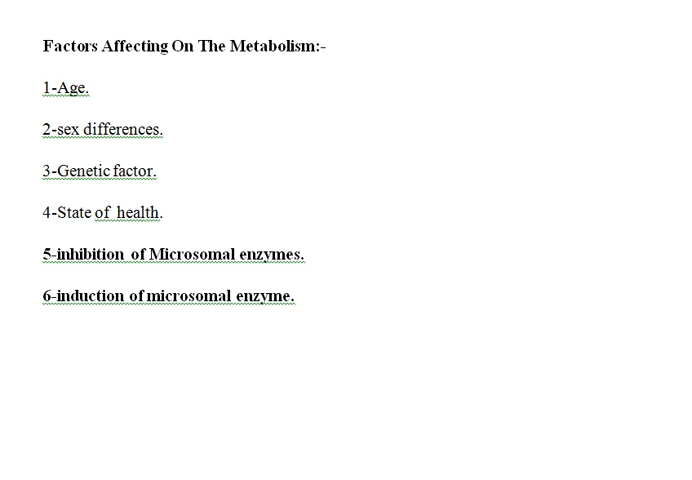 Factors Affecting On The Metabolism:-
1-Age.
2-sex differences.
3-Genetic factor.
4-State of  health.
5-inhibition of Microsomal enzymes.
6-induction of microsomal enzyme.